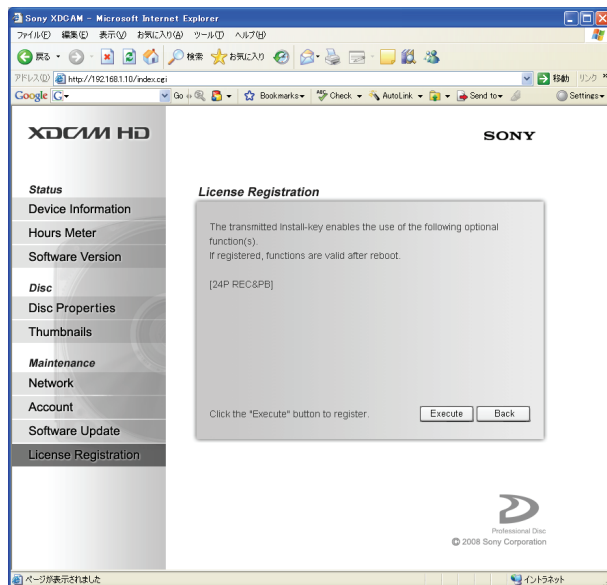 Sony XDCAM - Microsoft Internet Explorer
ファイル(F) 編集(E) 表示(V) お気に入り(A) ツール(T) ヘルプ(H)
戻る 検索 お気に入り
アドレス(D) http://192.168.1.10/index.cgi 移動 リンク
Google G Go Bookmarks Check AutoLink Send to Settings
XDCAM HD
SONY
Status
Device Information
Hours Meter
Software Version
Disc
Disc Properties
Thumbnails
Maintenance
Network
Account
Software Update
License Registration
License Registration
The transmitted Install-key enables the use of the following optional
function(s).
If registered, functions are valid after reboot.
[24P REC&PB]
Click the "Execute" button to register. Execute Back
Professional Disc
© 2008 Sony Corporation
ページが表示されました イントラネット